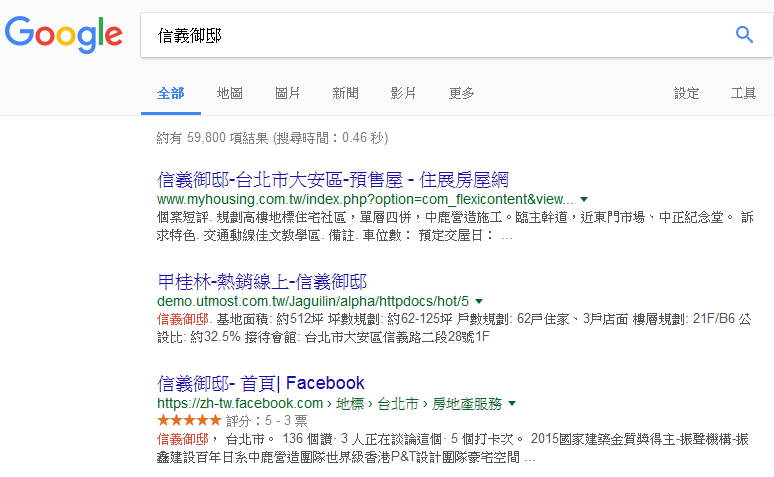 Google
信義御邸
全部 地圖 圖片 新聞 影片 更多 設定 工具
約有 59,800 項結果 (搜尋時間：0.46 秒)
信義御邸-台北市大安區-預售屋 - 住展房屋網
www.myhousing.com.tw/index.php?option=com_flexicontent&view...
個案短評. 規劃高樓地標住宅社區，單層四併，中鹿營造施工。臨主幹道，近東門市場、中正紀念堂。 訴
求特色. 交通動線佳文教學區. 備註. 車位數： 預定交屋日： ...
甲桂林-熱銷線上-信義御邸
demo.utmost.com.tw/Jaguilin/alpha/httpdocs/hot/5
信義御邸. 基地面積: 約512坪 坪數規劃: 約62-125坪 戶數規劃: 62戶住家、3戶店面 樓層規劃: 21F/B6 公
設比: 約32.5% 接待會館: 台北市大安區信義路二段28號1F
信義御邸- 首頁| Facebook
https://zh-tw.facebook.com › 地標 › 台北市 › 房地產服務
★★★★★ 評分：5 - 3 票
信義御邸， 台北市。 136 個讚· 3 人正在談論這個· 5 個打卡次。 2015國家建築金質獎得主-振聲機構-振
鑫建設百年日系中鹿營造團隊世界級香港P&T設計團隊豪宅空間 ...